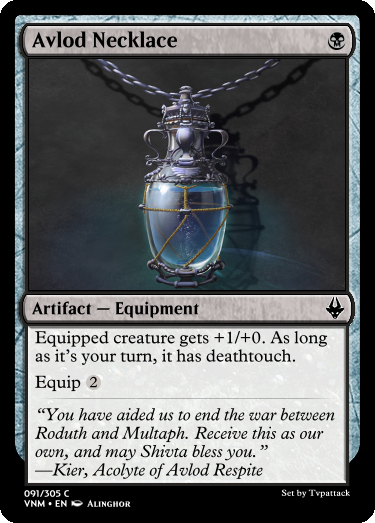 Avlod Necklace
Artifact — Equipment
Equipped creature gets +1/+0. As long
as it's your turn, it has deathtouch.
Equip 2
“You have aided us to end the war between
Roduth and Multaph. Receive this as our
own, and may Shivta bless you.”
—Kier, Acolyte of Avlod Respite
091/305 C
VNM • EN Alinghor
Set by Tvpattack